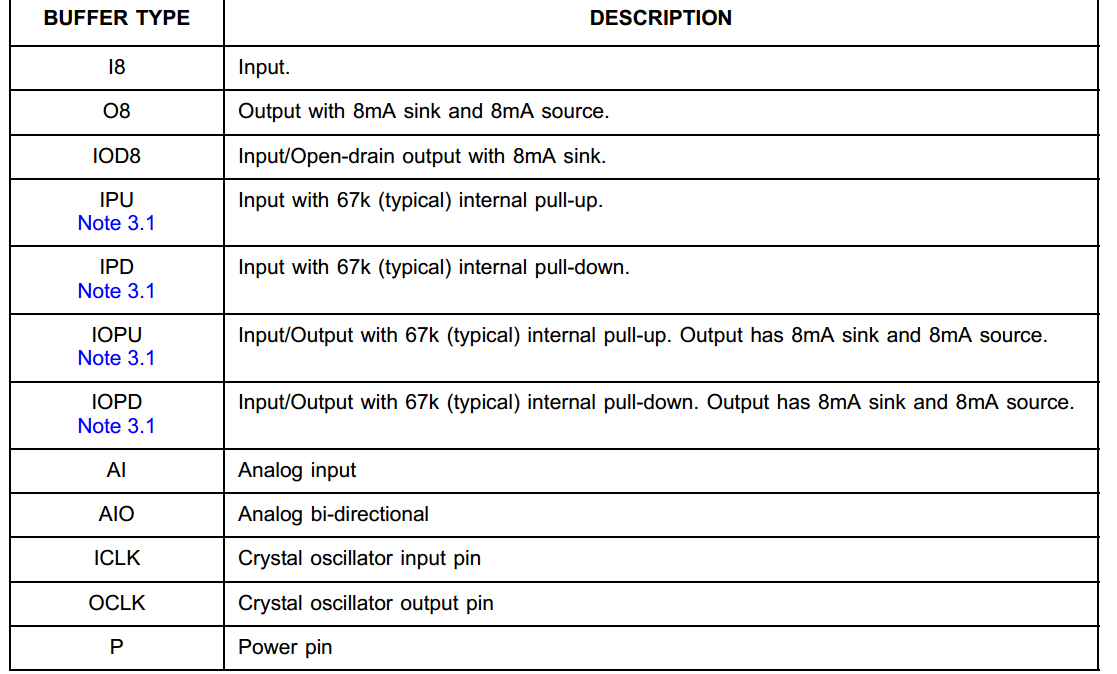 BUFFER TYPE DESCRIPTION
I8 Input.
O8 Output with 8mA sink and 8mA source.
IOD8 Input/Open-drain output with 8mA sink.
IPU Input with 67k (typical) internal pull-up.
Note 3.1
IPD Input with 67k (typical) internal pull-down.
Note 3.1
IOPU Input/Output with 67k (typical) internal pull-up. Output has 8mA sink and 8mA source.
Note 3.1
IOPD Input/Output with 67k (typical) internal pull-down. Output has 8mA sink and 8mA source.
Note 3.1
AI Analog input
AIO Analog bi-directional
ICLK Crystal oscillator input pin
OCLK Crystal oscillator output pin
P Power pin